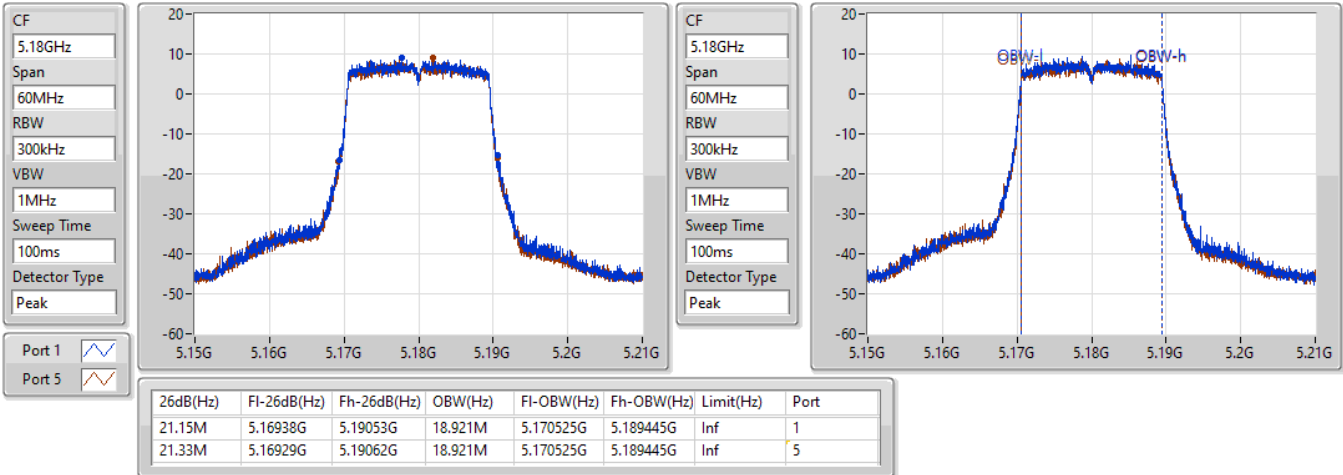 CF
5.18GHz
Span
60MHz
RBW
300kHz
VBW
1MHz
Sweep Time
100ms
Detector Type
Peak
Port 1
Port 5
20-
10-
0-
-10-
-20-
-30-
-40-
-50-
-60-
5.15G 5.16G 5.17G 5.18G 5.19G 5.2G 5.21G
CF
5.18GHz
Span
60MHz
RBW
300kHz
VBW
1MHz
Sweep Time
100ms
Detector Type
Peak
20-
10-
0-
-10-
-20-
-30-
-40-
-50-
-60-
OBW-l OBW-h
5.15G 5.16G 5.17G 5.18G 5.19G 5.2G 5.21G
26dB(Hz) Fl-26dB(Hz) Fh-26dB(Hz) OBW(Hz) Fl-OBW(Hz) Fh-OBW(Hz) Limit(Hz) Port
21.15M 5.16938G 5.19053G 18.921M 5.170525G 5.189445G Inf 1
21.33M 5.16929G 5.19062G 18.921M 5.170525G 5.189445G Inf 5